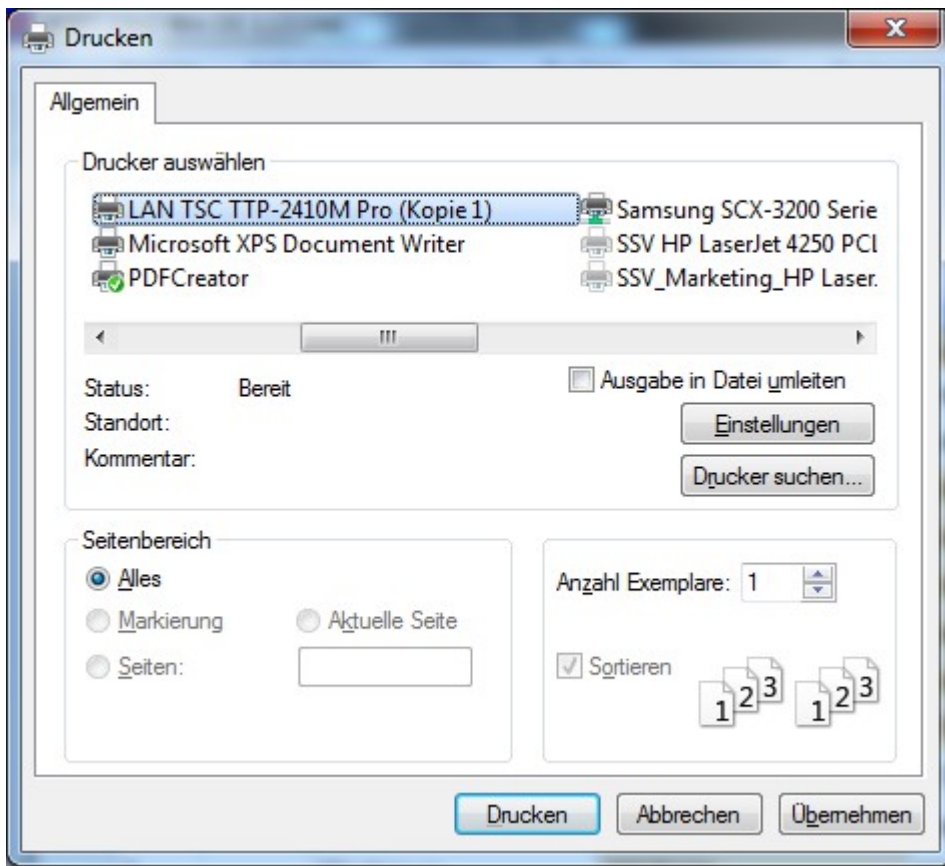 Drucken
Allgemein
Drucker auswählen
LAN TSC TTP-2410M Pro (Kopie 1)
Samsung SCX-3200 Serie
Microsoft XPS Document Writer
SSV HP LaserJet 4250 PCL
PDFCreator
SSV_Marketing_HP Laser.
Status: Bereit
Ausgabe in Datei umleiten
Standort:
Einstellungen
Kommentar:
Drucker suchen...
Seitenbereich
Alles
Anzahl Exemplare: 1
Markierung
Aktuelle Seite
Seiten:
Sortieren
1 2 3 1 2 3
Drucken Abbrechen Übernehmen